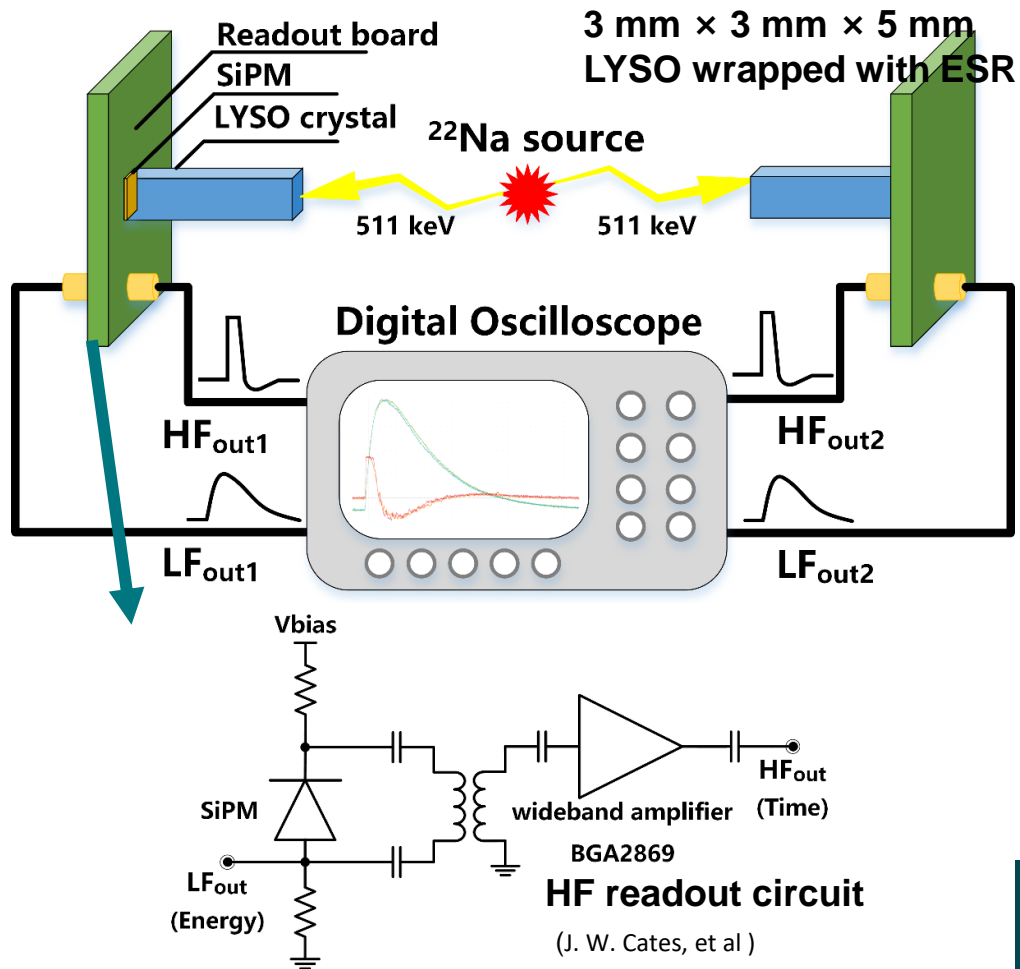 3 mm × 3 mm × 5 mm
LYSO wrapped with ESR
Readout board
SiPM
LYSO crystal
²²Na source
511 keV
511 keV
Digital Oscilloscope
HFout1
HFout2
LFout1
LFout2
Vbias
SiPM
wideband amplifier
BGA2869
HFout
(Time)
LFout
(Energy)
HF readout circuit
(J. W. Cates, et al )